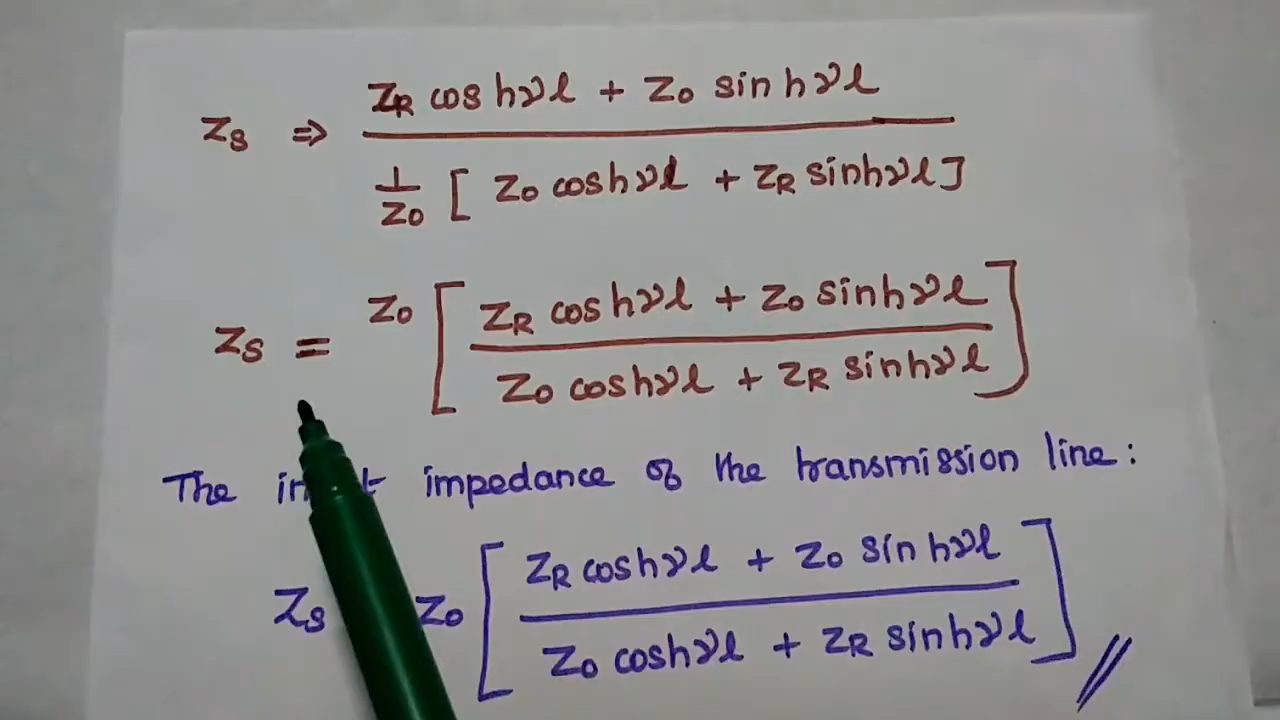 ZS ⇒ ZR coshγl + Z0 sinhγl
1/Z0 [ Z0 coshγl + ZR sinhγl ]
ZS = Z0 [ ZR coshγl + Z0 sinhγl
Z0 coshγl + ZR sinhγl ]
The impedance of the transmission line :
ZS Z0 [ ZR coshγl + Z0 sinhγl
Z0 coshγl + ZR sinhγl ] //